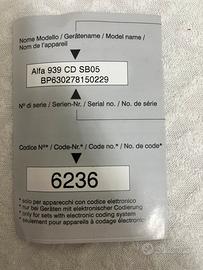 Nome Modello / Gerätename / Model name /
Nom de l'appareil
Alfa 939 CD SB05
BP630278150229
N° di serie / Serien-Nr. / Serial no. / No. de série
Codice N°* / Code-Nr.* / Code no.* / No. de code*
6236
* solo per apparecchi con codice elettronico
* nur bei Geräten mit elektronischer Codierung
* only for sets with electronic coding system
* seulement pour appareils à codage électronique